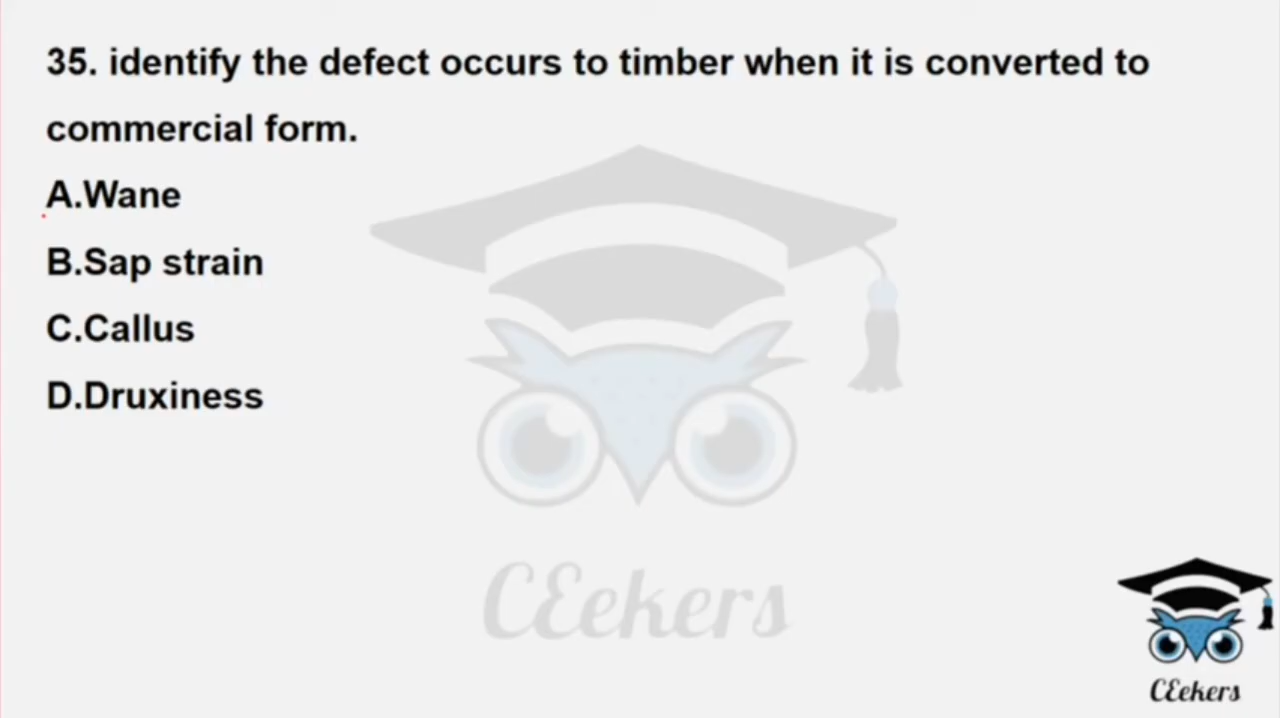 35. identify the defect occurs to timber when it is converted to
commercial form.
A.Wane
B.Sap strain
C.Callus
D.Druxiness
CEekers
CEekers